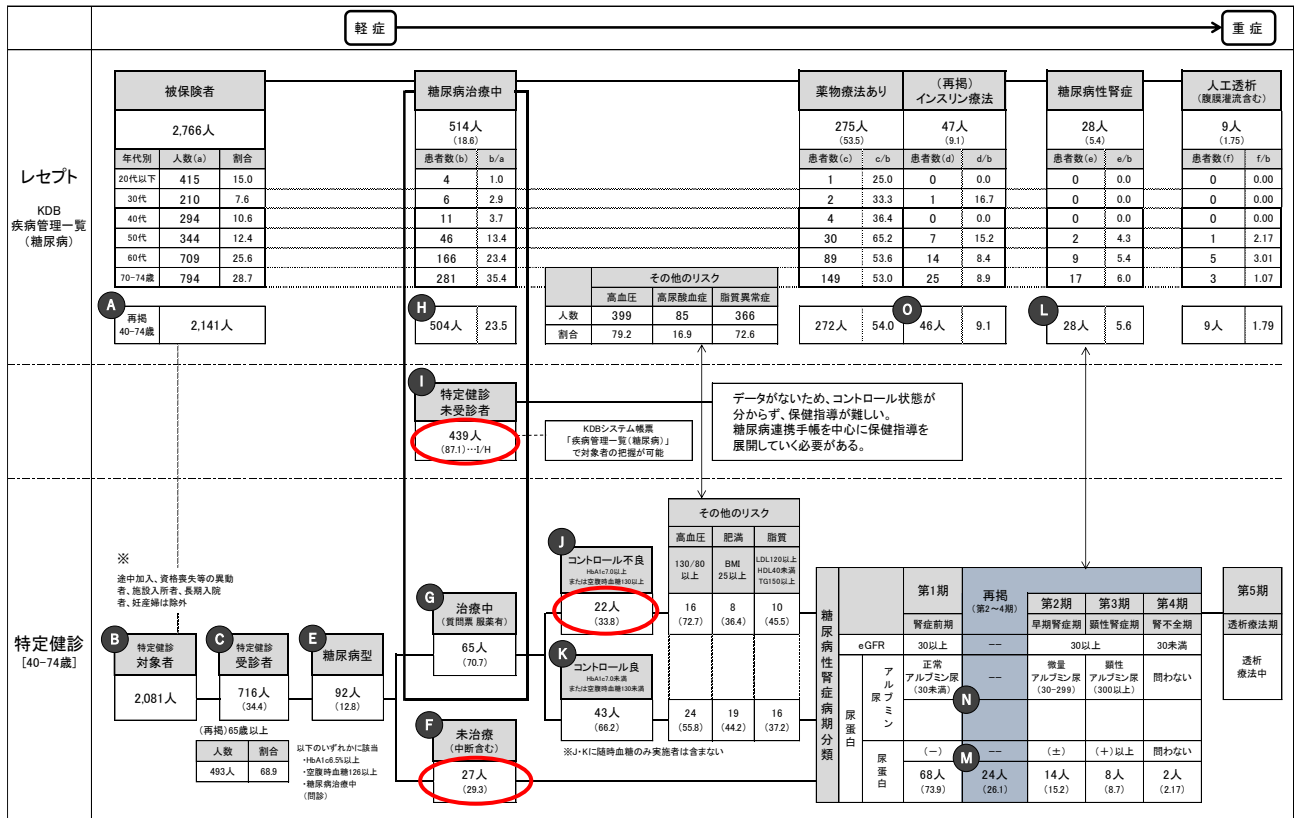 軽症
重症
レセプト
KDB
疾病管理一覧
(糖尿病)
被保険者
2,766人
年代別 人数(a) 割合
20代以下 415 15.0
30代 210 7.6
40代 294 10.6
50代 344 12.4
60代 709 25.6
70-74歳 794 28.7
A
再掲
40-74歳
2,141人
糖尿病治療中
514人
(18.6)
患者数(b) b/a
4 1.0
6 2.9
11 3.7
46 13.4
166 23.4
281 35.4
H
504人 23.5
その他のリスク
高血圧 高尿酸血症 脂質異常症
人数 399 85 366
割合 79.2 16.9 72.6
薬物療法あり
275人
(53.5)
患者数(c) c/b
1 25.0
2 33.3
4 36.4
30 65.2
89 53.6
149 53.0
272人 54.0
(再掲)
インスリン療法
47人
(9.1)
患者数(d) d/b
0 0.0
1 16.7
0 0.0
7 15.2
14 8.4
25 8.9
O
46人 9.1
糖尿病性腎症
28人
(5.4)
患者数(e) e/b
0 0.0
0 0.0
0 0.0
2 4.3
9 5.4
17 6.0
L
28人 5.6
人工透析
(腹膜灌流含む)
9人
(1.75)
患者数(f) f/b
0 0.00
0 0.00
0 0.00
1 2.17
5 3.01
3 1.07
9人 1.79
I
特定健診
未受診者
439人
(87.1)…I/H
KDBシステム帳票
「疾病管理一覧(糖尿病)」
で対象者の把握が可能
データがないため、コントロール状態が
分からず、保健指導が難しい。
糖尿病連携手帳を中心に保健指導を
展開していく必要がある。
特定健診
[40-74歳]
※
途中加入、資格喪失等の異動
者、施設入所者、長期入院
者、妊産婦は除外
B
特定健診
対象者
2,081人
C
特定健診
受診者
716人
(34.4)
(再掲)65歳以上
人数 割合
493人 68.9
E
糖尿病型
92人
(12.8)
以下のいずれかに該当
・HbA1c6.5%以上
・空腹時血糖126以上
・糖尿病治療中
(問診)
G
治療中
(質問票 服薬有)
65人
(70.7)
F
未治療
(中断含む)
27人
(29.3)
J
コントロール不良
HbA1c7.0以上
または空腹時血糖130以上
22人
(33.8)
K
コントロール良
HbA1c7.0未満
または空腹時血糖130未満
43人
(66.2)
※J・Kに随時血糖のみ実施者は含まない
その他のリスク
高血圧 肥満 脂質
130/80
以上
BMI
25以上
LDL120以上
HDL40未満
TG150以上
16 8 10
(72.7) (36.4) (45.5)
24 19 16
(55.8) (44.2) (37.2)
糖尿病性腎症病期分類
第1期
腎症前期
再掲
(第2~4期)
第2期
早期腎症期
第3期
顕性腎症期
第4期
腎不全期
第5期
透析療法期
eGFR 30以上 -- 30以上 30未満
尿蛋白
尿
アルブミン
正常
アルブミン尿
(30未満)
--
微量
アルブミン尿
(30-299)
顕性
アルブミン尿
(300以上)
問わない
透析
療法中
N
尿蛋白
M
(-) -- (±) (+)以上 問わない
68人 24人 14人 8人 2人
(73.9) (26.1) (15.2) (8.7) (2.17)